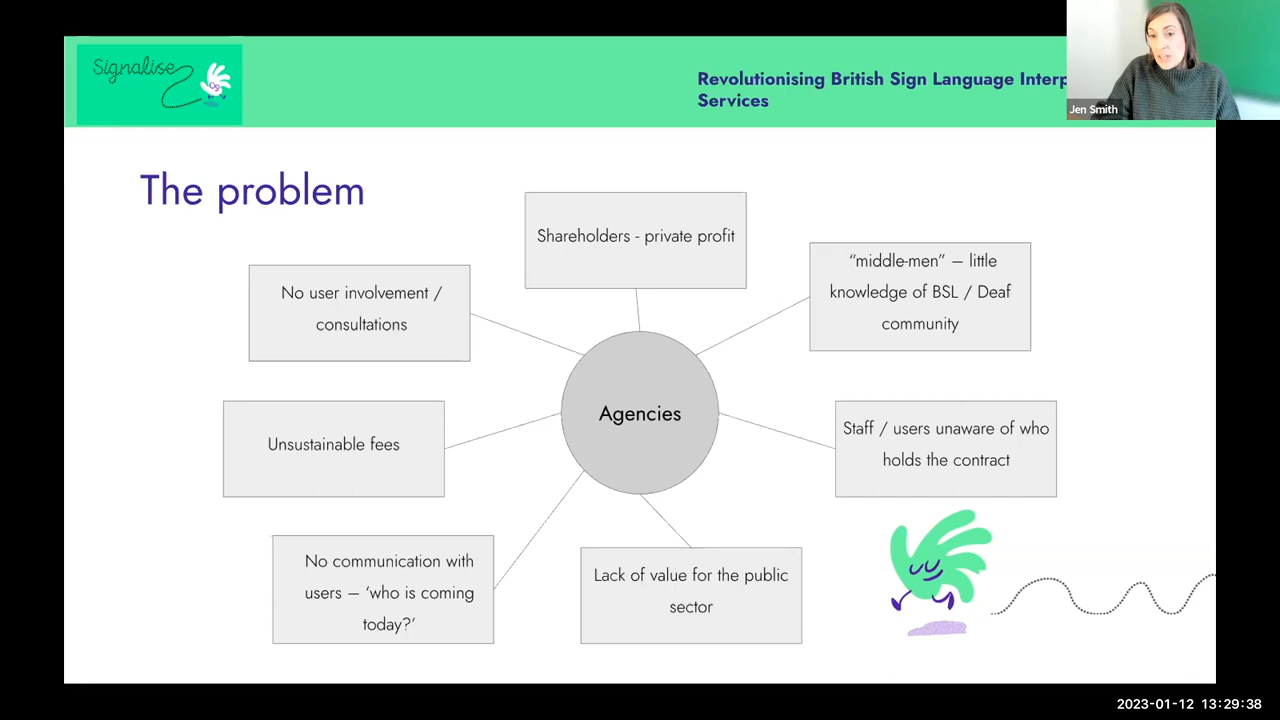 Signalise
Revolutionising British Sign Language
Services
Jen Smith
The problem
Shareholders - private profit
"middle-men" – little
knowledge of BSL / Deaf
community
No user involvement /
consultations
Agencies
Unsustainable fees
Staff / users unaware of who
holds the contract
No communication with
users – 'who is coming
today?'
Lack of value for the public
sector
2023-01-12 13:29:38